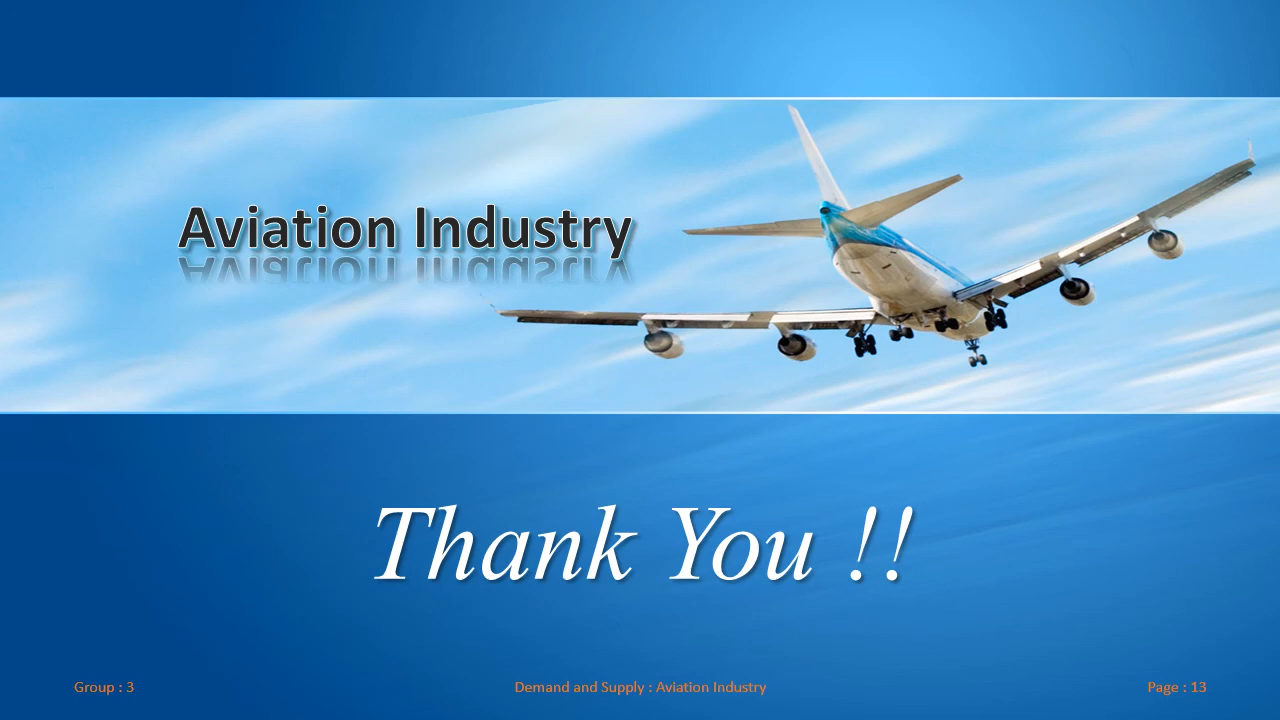 Aviation Industry
Thank You !!
Group : 3
Demand and Supply : Aviation Industry
Page : 13